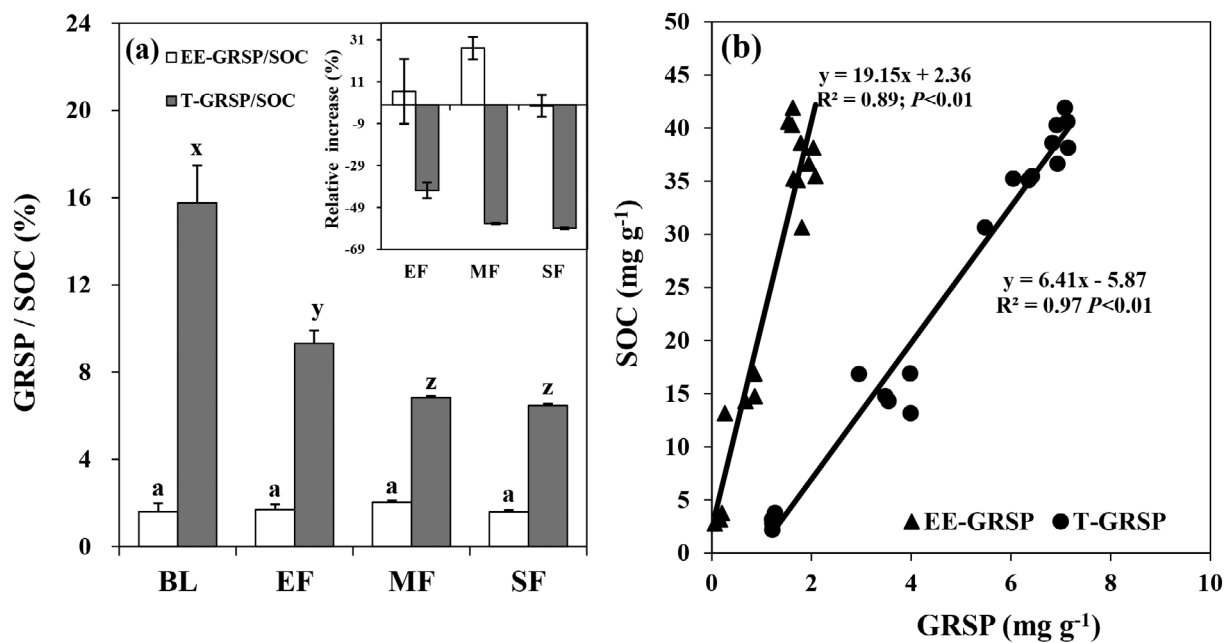 (a)
EE-GRSP/SOC
T-GRSP/SOC
GRSP / SOC (%)
24
20
16
12
8
4
0
x
y
z
z
a
a
a
a
BL
EF
MF
SF
Relative increase (%)
31
11
-9
-29
-49
-69
EF
MF
SF
(b)
SOC (mg g⁻¹)
50
45
40
35
30
25
20
15
10
5
0
y = 19.15x + 2.36
R² = 0.89; P<0.01
y = 6.41x - 5.87
R² = 0.97 P<0.01
EE-GRSP
T-GRSP
0
2
4
6
8
10
GRSP (mg g⁻¹)